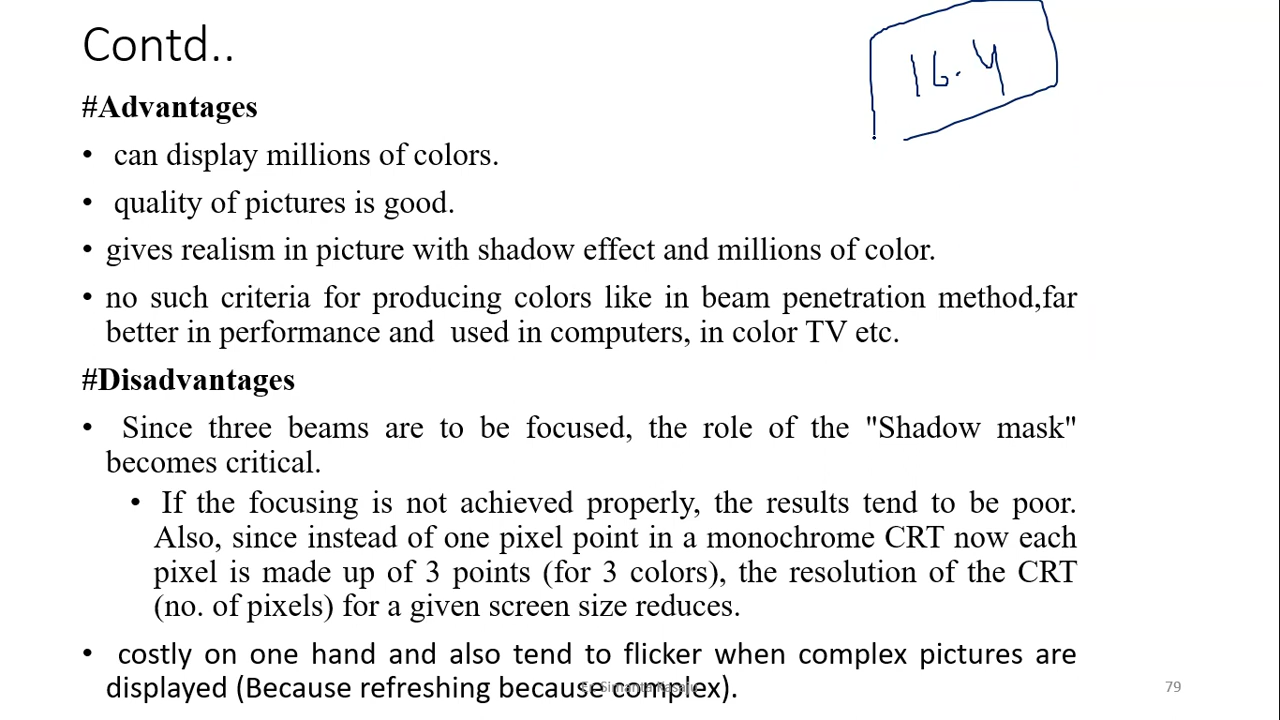 Contd..
16.4
#Advantages
• can display millions of colors.
• quality of pictures is good.
• gives realism in picture with shadow effect and millions of color.
• no such criteria for producing colors like in beam penetration method,far
better in performance and used in computers, in color TV etc.
#Disadvantages
• Since three beams are to be focused, the role of the "Shadow mask"
becomes critical.
• If the focusing is not achieved properly, the results tend to be poor.
Also, since instead of one pixel point in a monochrome CRT now each
pixel is made up of 3 points (for 3 colors), the resolution of the CRT
(no. of pixels) for a given screen size reduces.
• costly on one hand and also tend to flicker when complex pictures are
displayed (Because refreshing because complex).
79